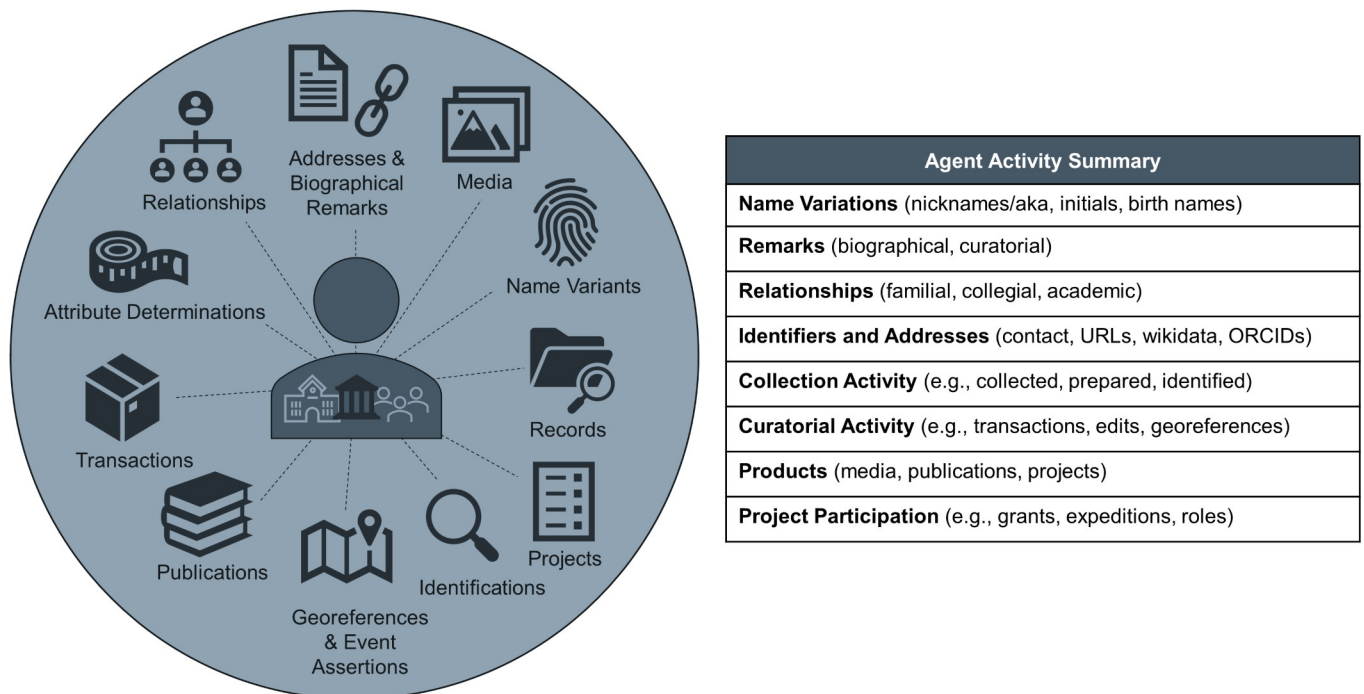 Addresses &
Biographical
Remarks
Media
Relationships
Name Variants
Attribute Determinations
Records
Transactions
Projects
Publications
Identifications
Georeferences
& Event
Assertions
Agent Activity Summary
Name Variations (nicknames/aka, initials, birth names)
Remarks (biographical, curatorial)
Relationships (familial, collegial, academic)
Identifiers and Addresses (contact, URLs, wikidata, ORCIDs)
Collection Activity (e.g., collected, prepared, identified)
Curatorial Activity (e.g., transactions, edits, georeferences)
Products (media, publications, projects)
Project Participation (e.g., grants, expeditions, roles)